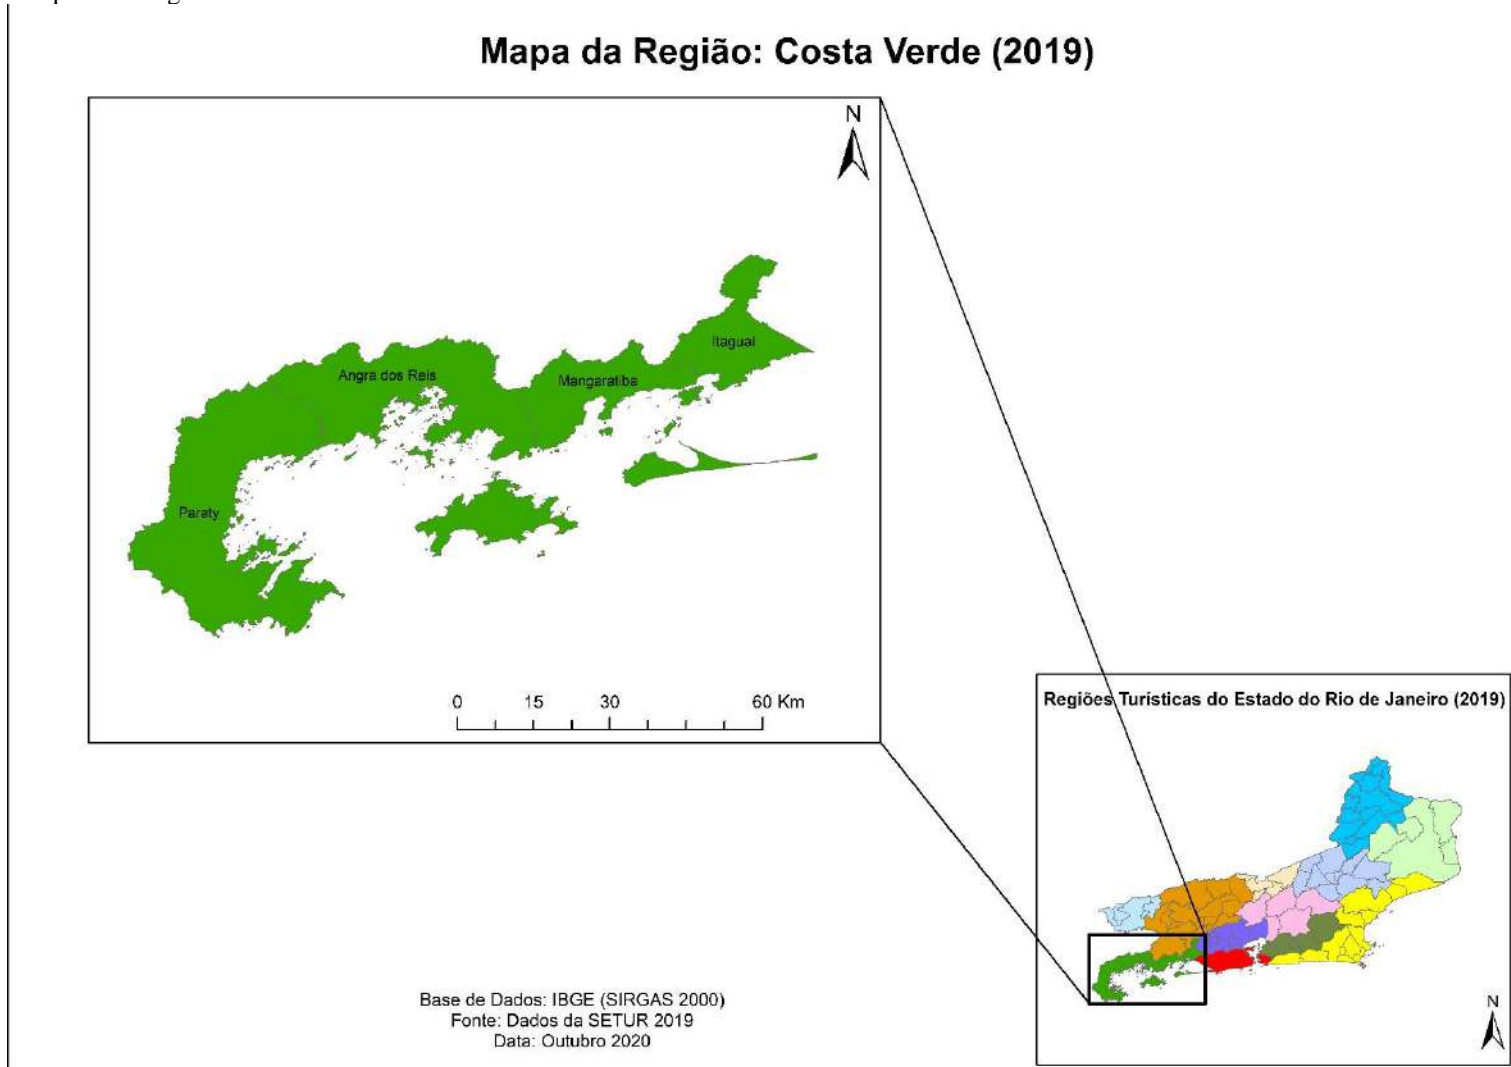 Mapa da Região: Costa Verde (2019)
N
Itaguaí
Angra dos Reis
Mangaratiba
Paraty
0 15 30 60 Km
Regiões Turísticas do Estado do Rio de Janeiro (2019)
N
Base de Dados: IBGE (SIRGAS 2000)
Fonte: Dados da SETUR 2019
Data: Outubro 2020